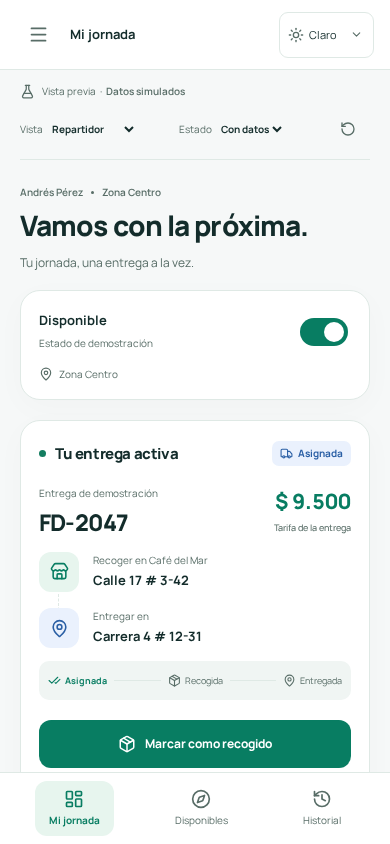 Mi jornada
Claro
Vista previa · Datos simulados
Vista Repartidor Estado Con datos
Andrés Pérez • Zona Centro
Vamos con la próxima.
Tu jornada, una entrega a la vez.
Disponible
Estado de demostración
Zona Centro
Tu entrega activa
Asignada
Entrega de demostración
$ 9.500
FD-2047
Tarifa de la entrega
Recoger en Café del Mar
Calle 17 # 3-42
Entregar en
Carrera 4 # 12-31
Asignada Recogida Entregada
Marcar como recogido
Mi jornada Disponibles Historial